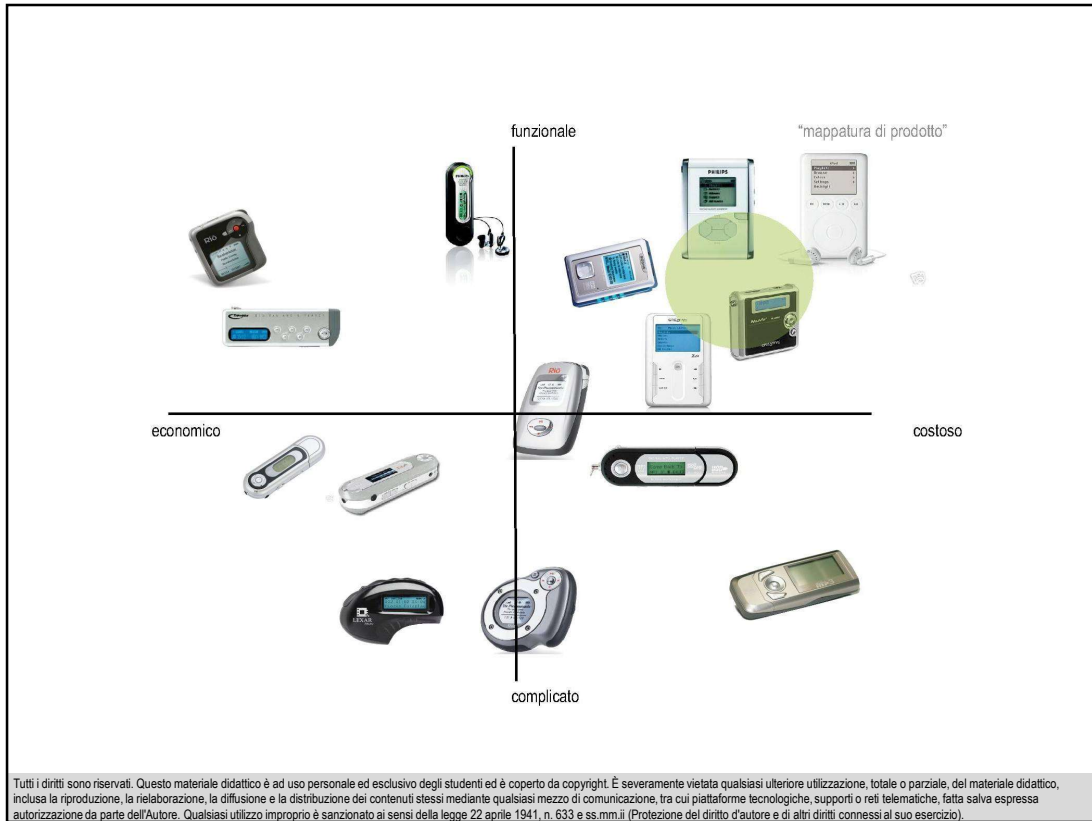 funzionale
"mappatura di prodotto"
PHILIPS
RIO
RIO
economico
costoso
LEXAR
complicato
Tutti i diritti sono riservati. Questo materiale didattico è ad uso personale ed esclusivo degli studenti ed è coperto da copyright. È severamente vietata qualsiasi ulteriore utilizzazione, totale o parziale, del materiale didattico,
inclusa la riproduzione, la rielaborazione, la diffusione e la distribuzione dei contenuti stessi mediante qualsiasi mezzo di comunicazione, tra cui piattaforme tecnologiche, supporti o reti telematiche, fatta salva espressa
autorizzazione da parte dell'Autore. Qualsiasi utilizzo improprio è sanzionato ai sensi della legge 22 aprile 1941, n. 633 e ss.mm.ii (Protezione del diritto d'autore e di altri diritti connessi al suo esercizio).